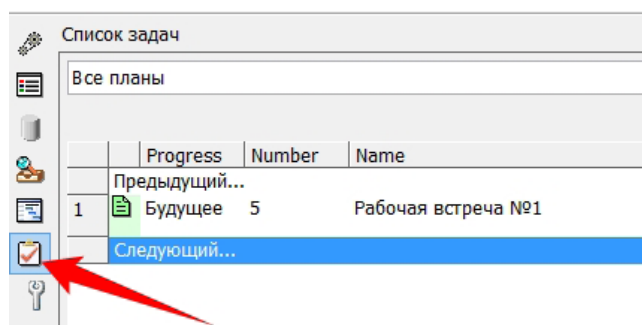 Список задач
Все планы
Progress Number Name
Предыдущий...
1 Будущее 5 Рабочая встреча №1
Следующий...